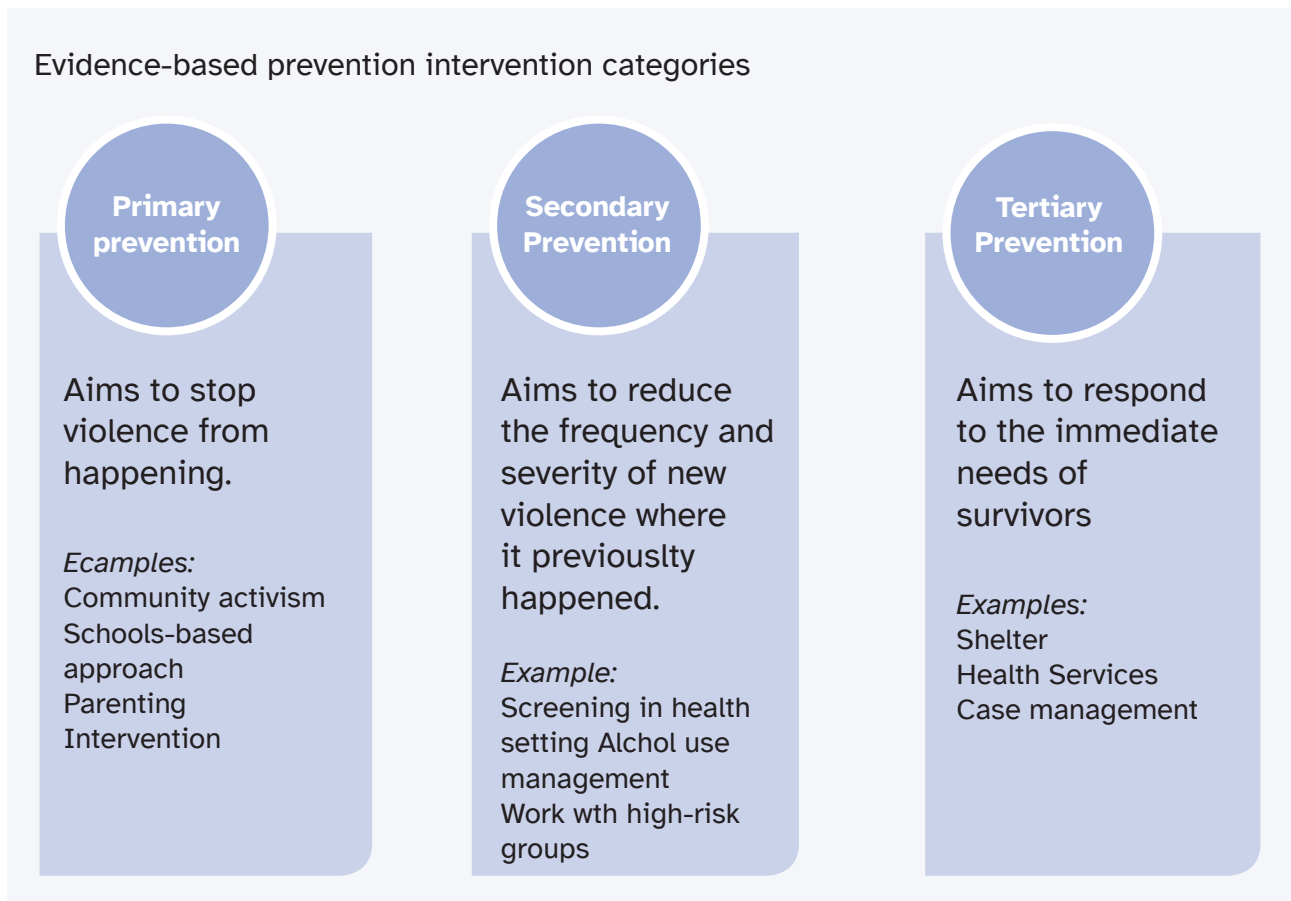 Evidence-based prevention intervention categories
Primary
prevention
Aims to stop
violence from
happening.
Ecamples:
Community activism
Schools-based
approach
Parenting
Intervention
Secondary
Prevention
Aims to reduce
the frequency and
severity of new
violence where
it previouslty
happened.
Example:
Screening in health
setting Alchol use
management
Work wth high-risk
groups
Tertiary
Prevention
Aims to respond
to the immediate
needs of
survivors
Examples:
Shelter
Health Services
Case management